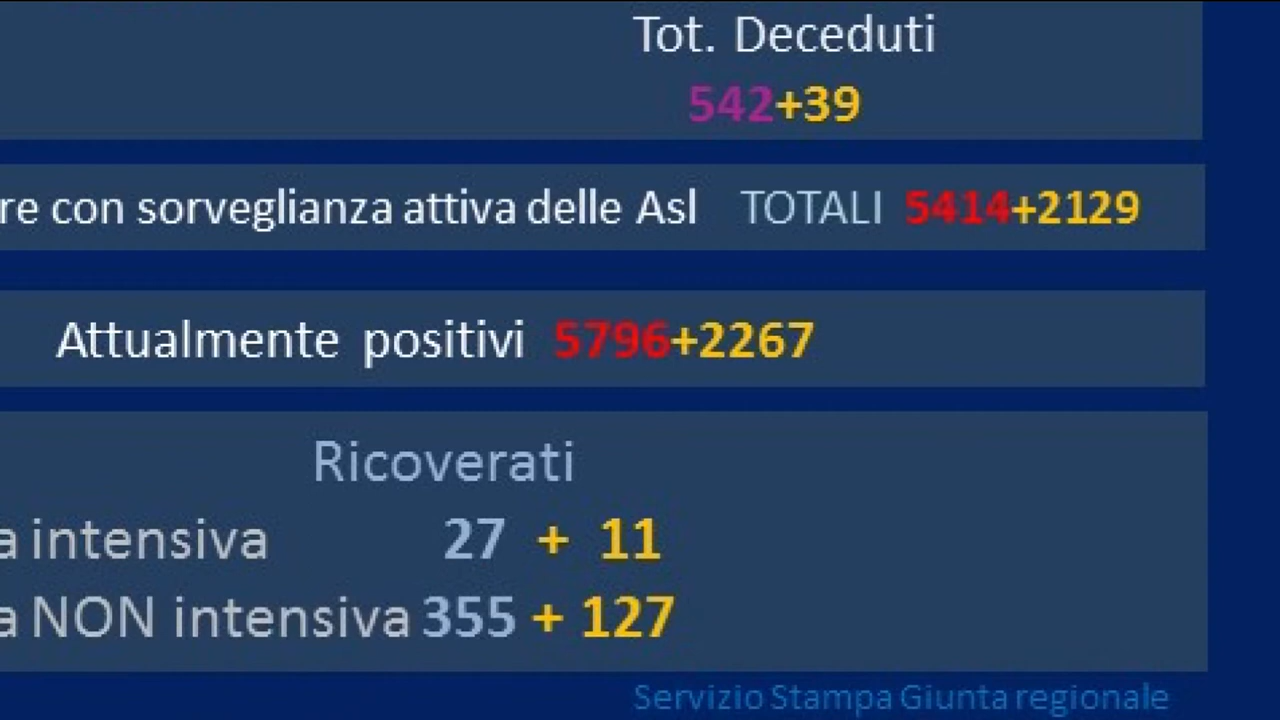 Tot. Deceduti
542+39
re con sorveglianza attiva delle Asl TOTALI 5414+2129
Attualmente positivi 5796+2267
Ricoverati
a intensiva 27 + 11
a NON intensiva 355 + 127
Servizio Stampa Giunta regionale